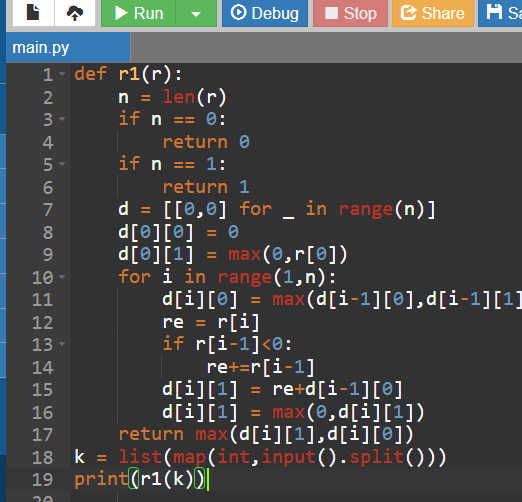 Run Debug Stop Share Sa
main.py
1 def r1(r):
2 n = len(r)
3 if n == 0:
4 return 0
5 if n == 1:
6 return 1
7 d = [[0,0] for _ in range(n)]
8 d[0][0] = 0
9 d[0][1] = max(0,r[0])
10 for i in range(1,n):
11 d[i][0] = max(d[i-1][0],d[i-1][1]
12 re = r[i]
13 if r[i-1]<0:
14 re+=r[i-1]
15 d[i][1] = re+d[i-1][0]
16 d[i][1] = max(0,d[i][1])
17 return max(d[i][1],d[i][0])
18 k = list(map(int,input().split()))
19 print(r1(k))
20